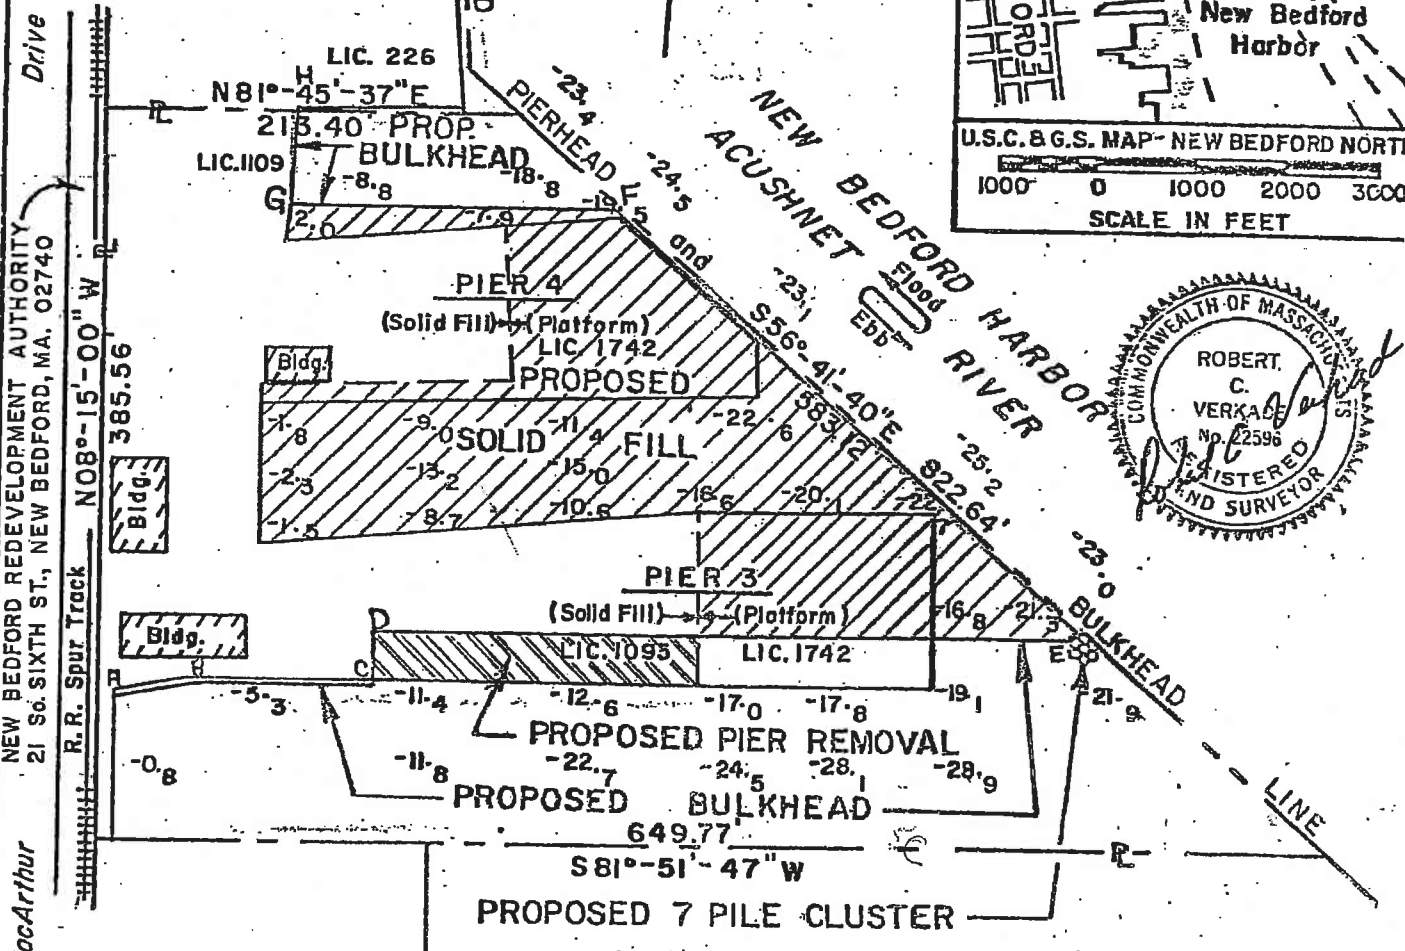 Drive
LIC. 226
H
N81°-45'-37"E
PL
213.40' PROP.
BULKHEAD
LIC.1109
G
-8.8
-18.8
-23.4
PIERHEAD
-24.5
F
-19.5
2.6
-7.9
and
NEW BEDFORD HARBOR
ACUSHNET RIVER
Flood
Ebb
-23.1
New Bedford
Harbor
U.S.C. & G.S. MAP - NEW BEDFORD NORTH
1000 0 1000 2000 3000
SCALE IN FEET
COMMONWEALTH OF MASSACHUSETTS
ROBERT
C.
VERKADE
No. 22596
REGISTERED
LAND SURVEYOR
PIER 4
(Solid Fill) (Platform)
LIC 1742
Bldg.
PROPOSED
SOLID FILL
S56°-41'-40"E
583.12
822.64'
-1.8
-9.0
-11.4
-22.6
-2.3
-13.2
-15.0
-25.2
-1.5
-8.7
-10.8
-18.6
-20.1
-23.0
NEW BEDFORD REDEVELOPMENT AUTHORITY
21 So. SIXTH ST., NEW BEDFORD, MA. 02740
R.R. Spur Track
N08°-15'-00" W
385.56'
Bldg.
PIER 3
(Solid Fill) (Platform)
-16.8
-21.3
BULKHEAD
Bldg.
D
C
LIC. 1095
LIC. 1742
E
-5.3
-11.4
-12.6
-17.0
-17.8
-19.1
-21.9
PROPOSED PIER REMOVAL
-0.8
-11.8
-22.7
-24.5
-28.1
-28.9
PROPOSED BULKHEAD
LINE
649.77'
S81°-51'-47" W
PL
PROPOSED 7 PILE CLUSTER